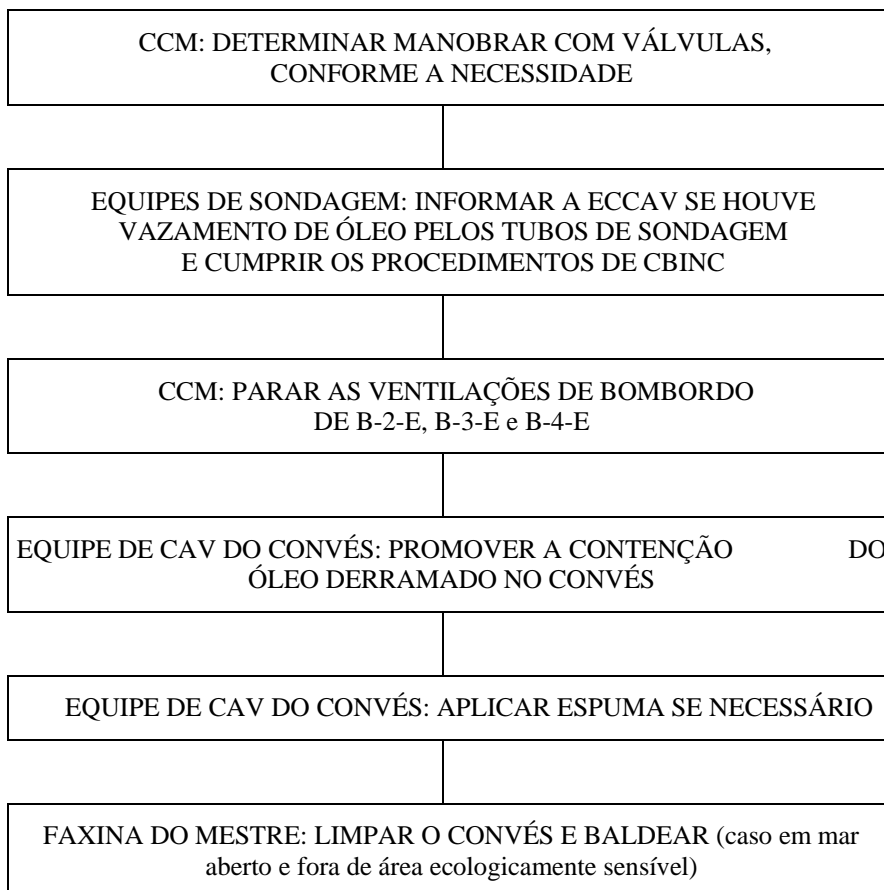 CCM: DETERMINAR MANOBRAR COM VÁLVULAS,
CONFORME A NECESSIDADE
EQUIPES DE SONDAGEM: INFORMAR A ECCAV SE HOUVE
VAZAMENTO DE ÓLEO PELOS TUBOS DE SONDAGEM
E CUMPRIR OS PROCEDIMENTOS DE CBINC
CCM: PARAR AS VENTILAÇÕES DE BOMBORDO
DE B-2-E, B-3-E e B-4-E
EQUIPE DE CAV DO CONVÉS: PROMOVER A CONTENÇÃO DO
ÓLEO DERRAMADO NO CONVÉS
EQUIPE DE CAV DO CONVÉS: APLICAR ESPUMA SE NECESSÁRIO
FAXINA DO MESTRE: LIMPAR O CONVÉS E BALDEAR (caso em mar
aberto e fora de área ecologicamente sensível)